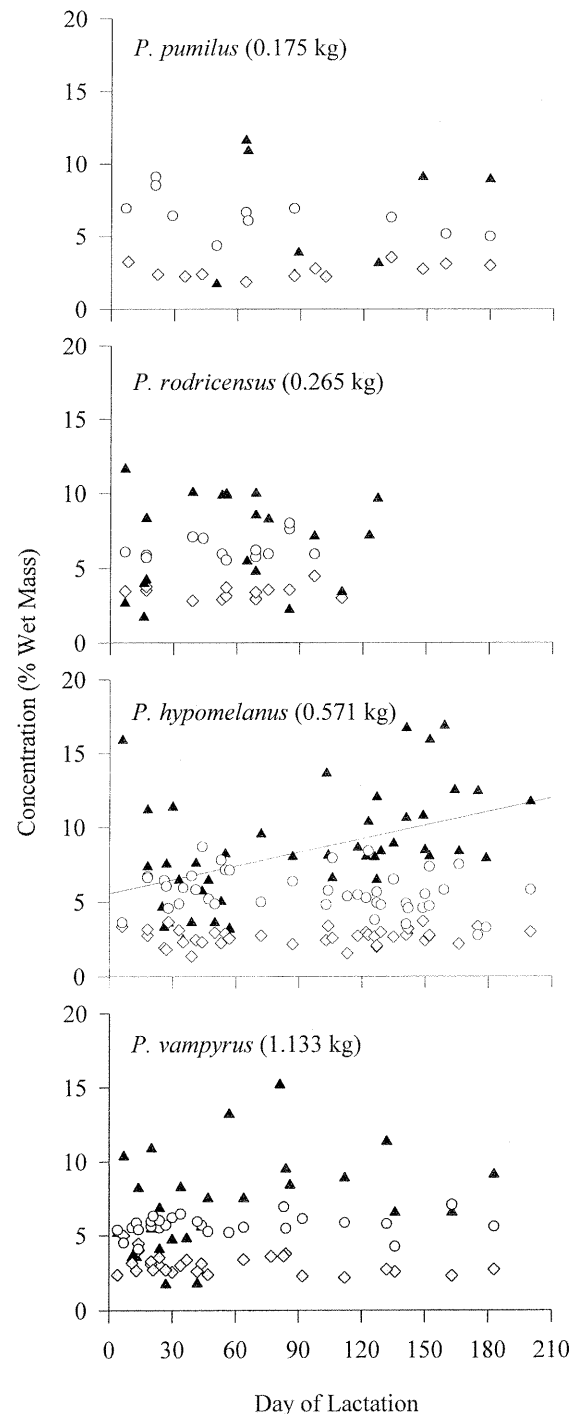 20
P. pumilus (0.175 kg)
15
10
5
0
20
P. rodricensus (0.265 kg)
15
10
5
0
Concentration (% Wet Mass)
20
P. hypomelanus (0.571 kg)
15
10
5
0
20
P. vampyrus (1.133 kg)
15
10
5
0
0 30 60 90 120 150 180 210
Day of Lactation